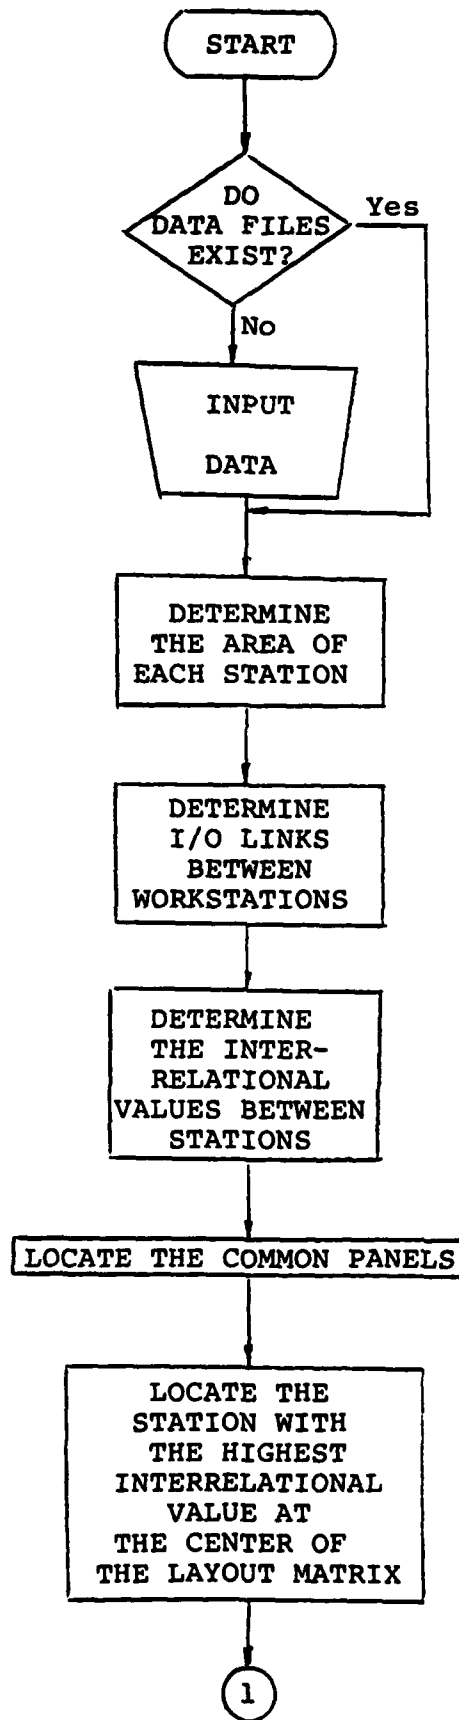 START
DO
DATA FILES
EXIST?
Yes
No
INPUT
DATA
DETERMINE
THE AREA OF
EACH STATION
DETERMINE
I/O LINKS
BETWEEN
WORKSTATIONS
DETERMINE
THE INTER-
RELATIONAL
VALUES BETWEEN
STATIONS
LOCATE THE COMMON PANELS
LOCATE THE
STATION WITH
THE HIGHEST
INTERRELATIONAL
VALUE AT
THE CENTER OF
THE LAYOUT MATRIX
1